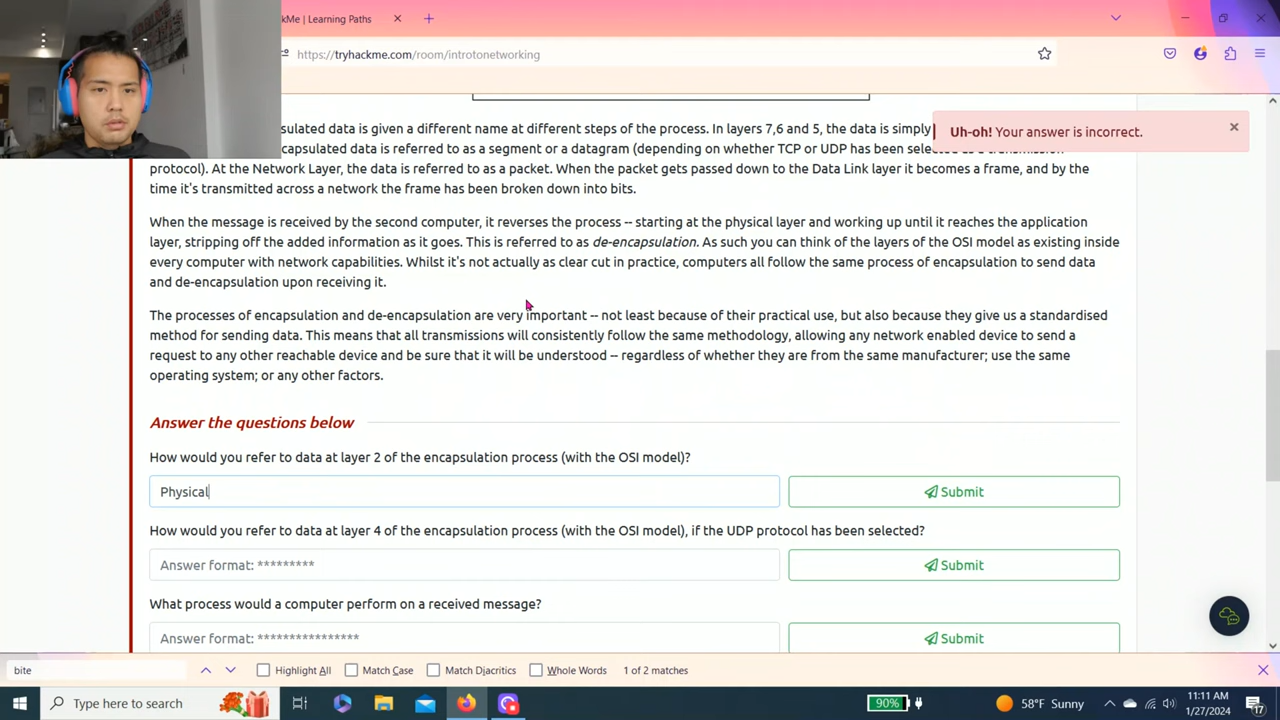 kMe | Learning Paths
https://tryhackme.com/room/introtonetworking
Uh-oh! Your answer is incorrect.
sulated data is given a different name at different steps of the process. In layers 7,6 and 5, the data is simply
capsulated data is referred to as a segment or a datagram (depending on whether TCP or UDP has been selected as a transmission
protocol). At the Network Layer, the data is referred to as a packet. When the packet gets passed down to the Data Link layer it becomes a frame, and by the
time it's transmitted across a network the frame has been broken down into bits.
When the message is received by the second computer, it reverses the process -- starting at the physical layer and working up until it reaches the application
layer, stripping off the added information as it goes. This is referred to as de-encapsulation. As such you can think of the layers of the OSI model as existing inside
every computer with network capabilities. Whilst it's not actually as clear cut in practice, computers all follow the same process of encapsulation to send data
and de-encapsulation upon receiving it.
The processes of encapsulation and de-encapsulation are very important -- not least because of their practical use, but also because they give us a standardised
method for sending data. This means that all transmissions will consistently follow the same methodology, allowing any network enabled device to send a
request to any other reachable device and be sure that it will be understood -- regardless of whether they are from the same manufacturer; use the same
operating system; or any other factors.
Answer the questions below
How would you refer to data at layer 2 of the encapsulation process (with the OSI model)?
Physical
Submit
How would you refer to data at layer 4 of the encapsulation process (with the OSI model), if the UDP protocol has been selected?
Answer format: *********
Submit
What process would a computer perform on a received message?
Answer format: ****************
Submit
bite
Highlight All
Match Case
Match Diacritics
Whole Words
1 of 2 matches
Type here to search
90%
58°F Sunny
11:11 AM
1/27/2024
17